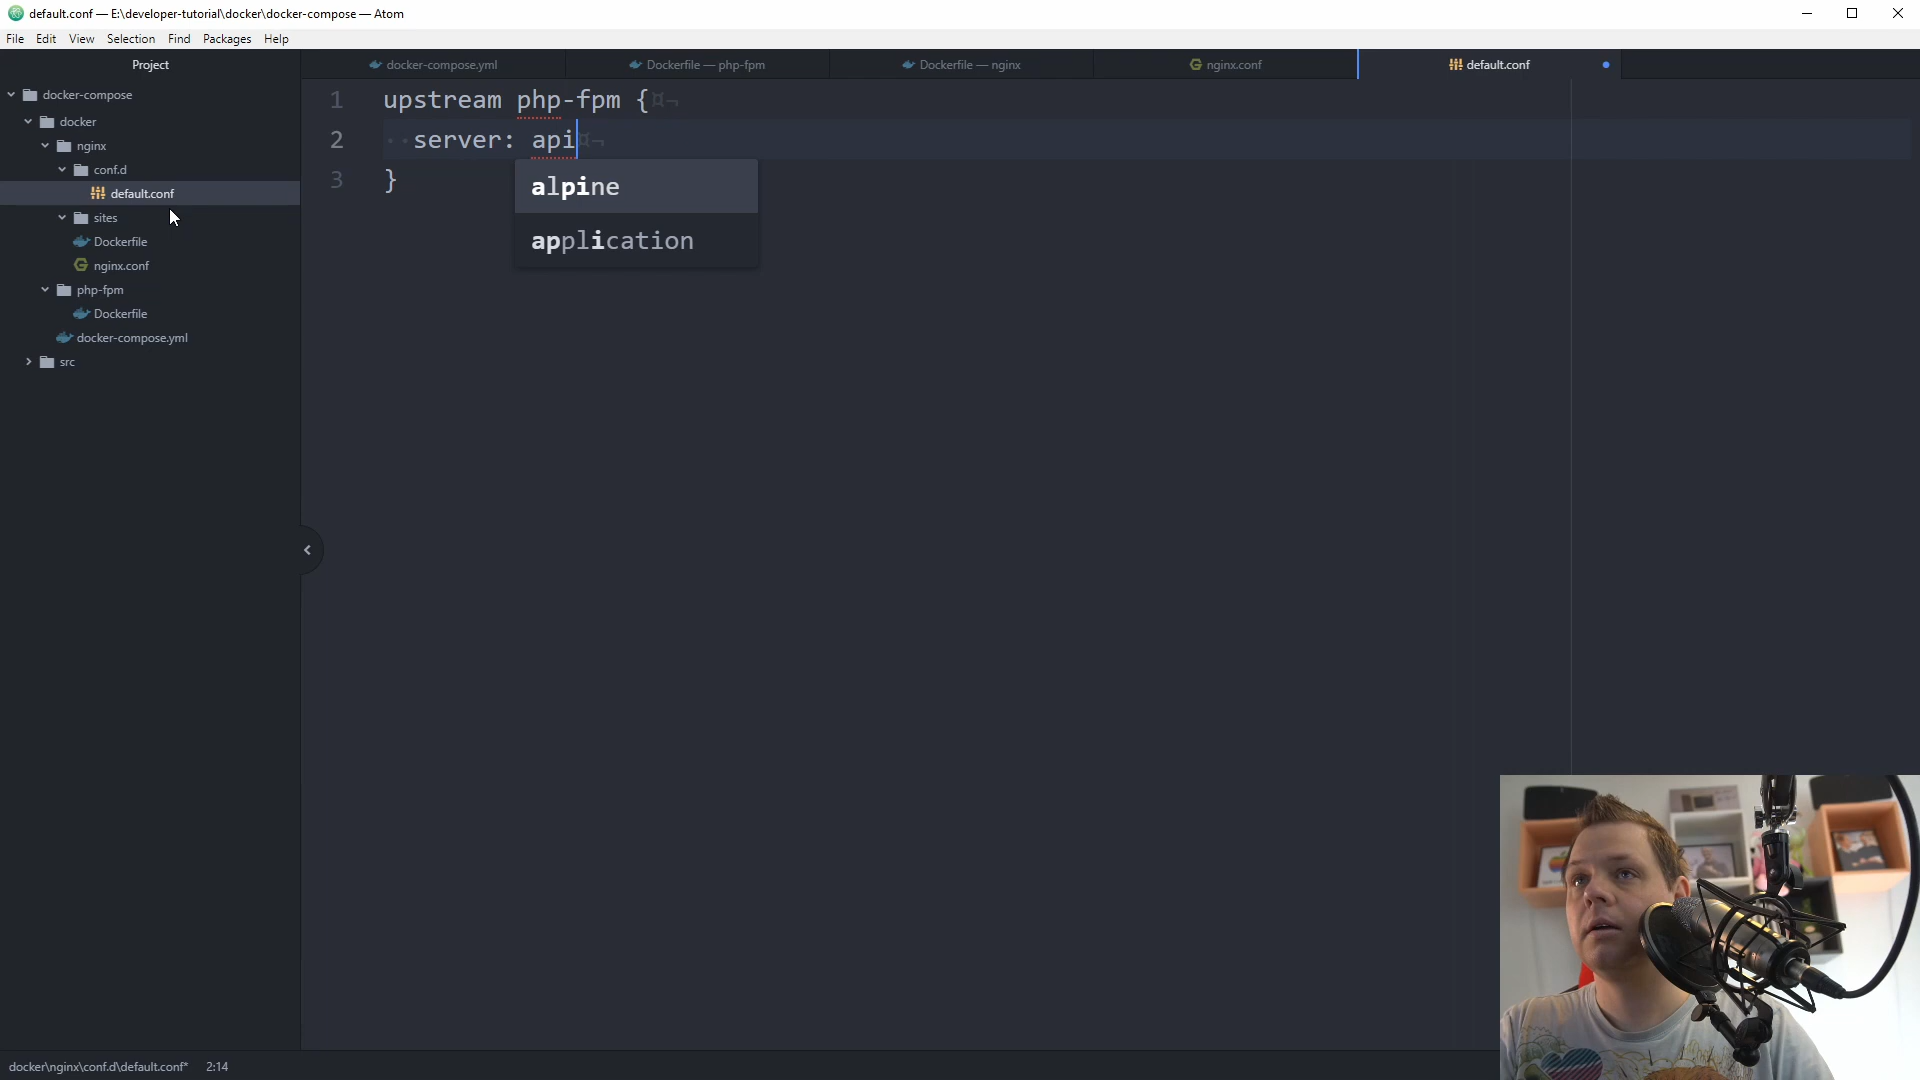 default.conf — E:\developer-tutorial\docker\docker-compose — Atom
File Edit View Selection Find Packages Help
Project
docker-compose
docker
nginx
conf.d
default.conf
sites
Dockerfile
nginx.conf
php-fpm
Dockerfile
docker-compose.yml
src
docker-compose.yml
Dockerfile — php-fpm
Dockerfile — nginx
nginx.conf
default.conf
1 upstream php-fpm {¤¬
2 ··server: api¤¬
3 }
alpine
application
docker\nginx\conf.d\default.conf* 2:14